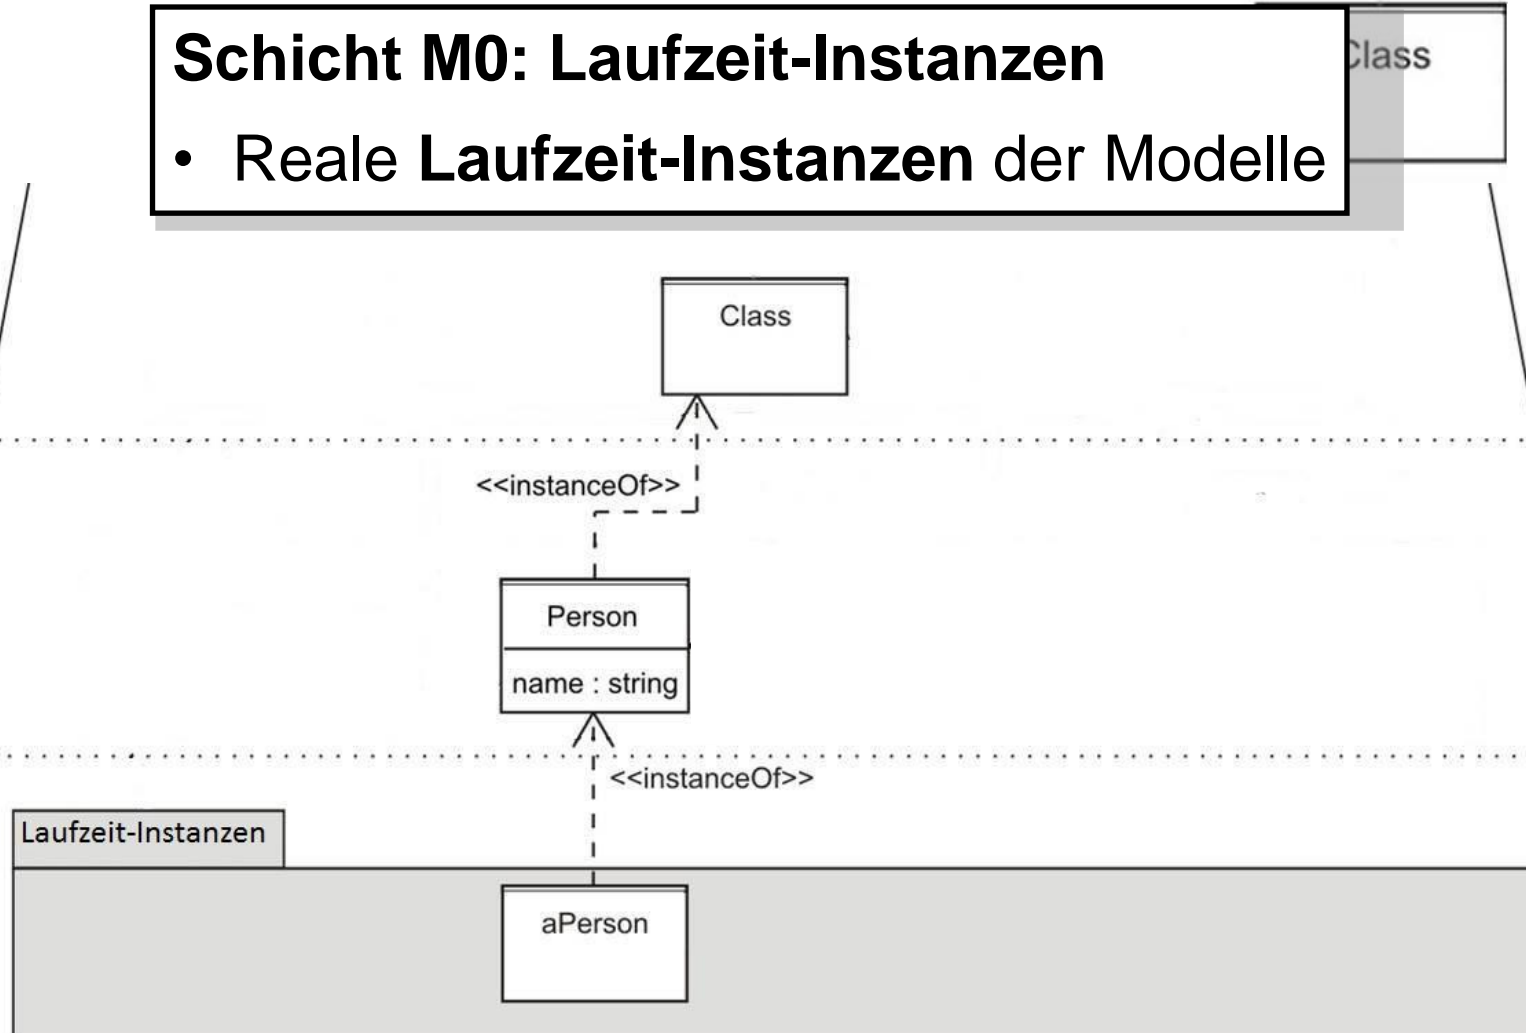 Schicht M0: Laufzeit-Instanzen
• Reale Laufzeit-Instanzen der Modelle
Class
Class
<<instanceOf>>
Person
name : string
<<instanceOf>>
Laufzeit-Instanzen
aPerson